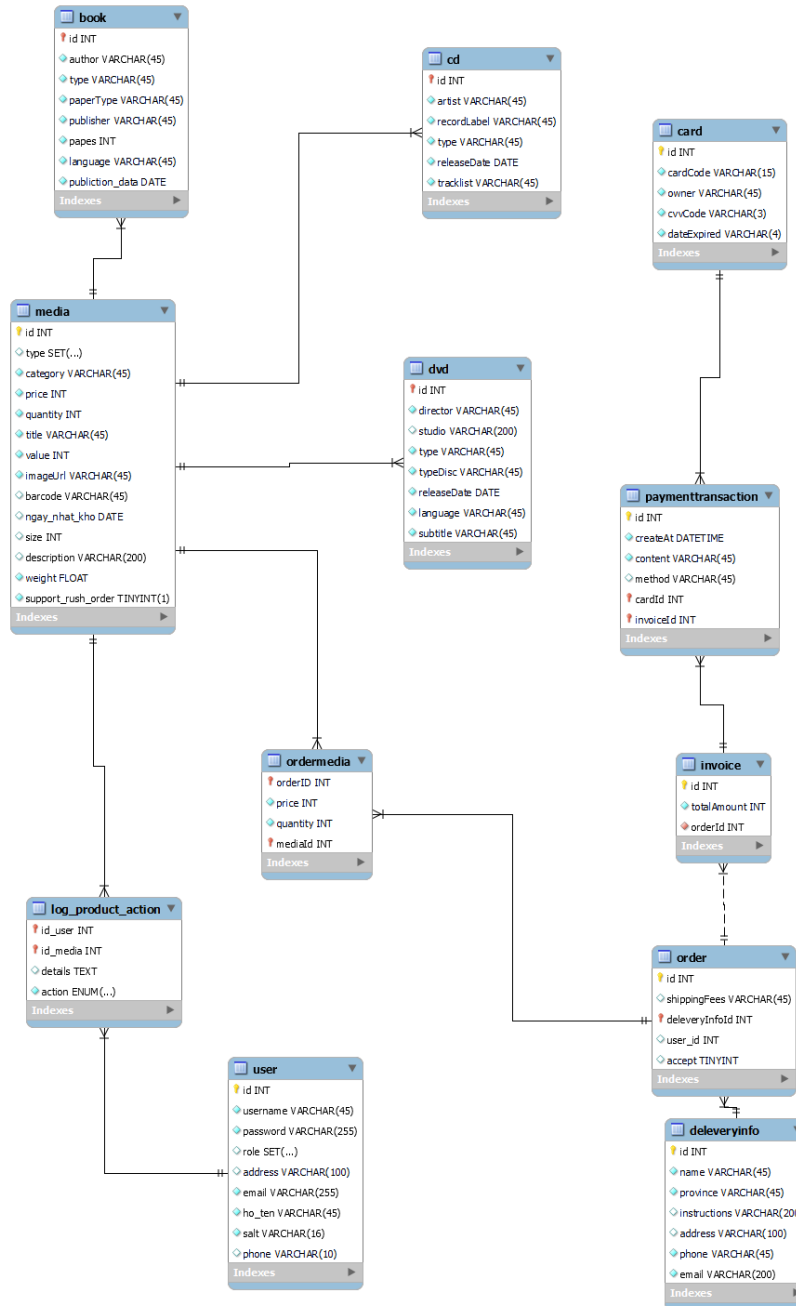 book
id INT
author VARCHAR(45)
type VARCHAR(45)
paperType VARCHAR(45)
publisher VARCHAR(45)
papes INT
language VARCHAR(45)
publiction_data DATE
Indexes
cd
id INT
artist VARCHAR(45)
recordLabel VARCHAR(45)
type VARCHAR(45)
releaseDate DATE
tracklist VARCHAR(45)
Indexes
card
id INT
cardCode VARCHAR(15)
owner VARCHAR(45)
cvvCode VARCHAR(3)
dateExpired VARCHAR(4)
Indexes
media
id INT
type SET(...)
category VARCHAR(45)
price INT
quantity INT
title VARCHAR(45)
value INT
imageUrl VARCHAR(45)
barcode VARCHAR(45)
ngay_nhat_kho DATE
size INT
description VARCHAR(200)
weight FLOAT
support_rush_order TINYINT(1)
Indexes
dvd
id INT
director VARCHAR(45)
studio VARCHAR(200)
type VARCHAR(45)
typeDisc VARCHAR(45)
releaseDate DATE
language VARCHAR(45)
subtitle VARCHAR(45)
Indexes
paymenttransaction
id INT
createAt DATETIME
content VARCHAR(45)
method VARCHAR(45)
cardId INT
invoiceId INT
Indexes
ordermedia
orderID INT
price INT
quantity INT
mediaId INT
Indexes
invoice
id INT
totalAmount INT
orderId INT
Indexes
log_product_action
id_user INT
id_media INT
details TEXT
action ENUM(...)
Indexes
order
id INT
shippingFees VARCHAR(45)
deleveryInfoId INT
user_id INT
accept TINYINT
Indexes
user
id INT
username VARCHAR(45)
password VARCHAR(255)
role SET(...)
address VARCHAR(100)
email VARCHAR(255)
ho_ten VARCHAR(45)
salt VARCHAR(16)
phone VARCHAR(10)
Indexes
deleveryinfo
id INT
name VARCHAR(45)
province VARCHAR(45)
instructions VARCHAR(200
address VARCHAR(100)
phone VARCHAR(45)
email VARCHAR(200)
Indexes